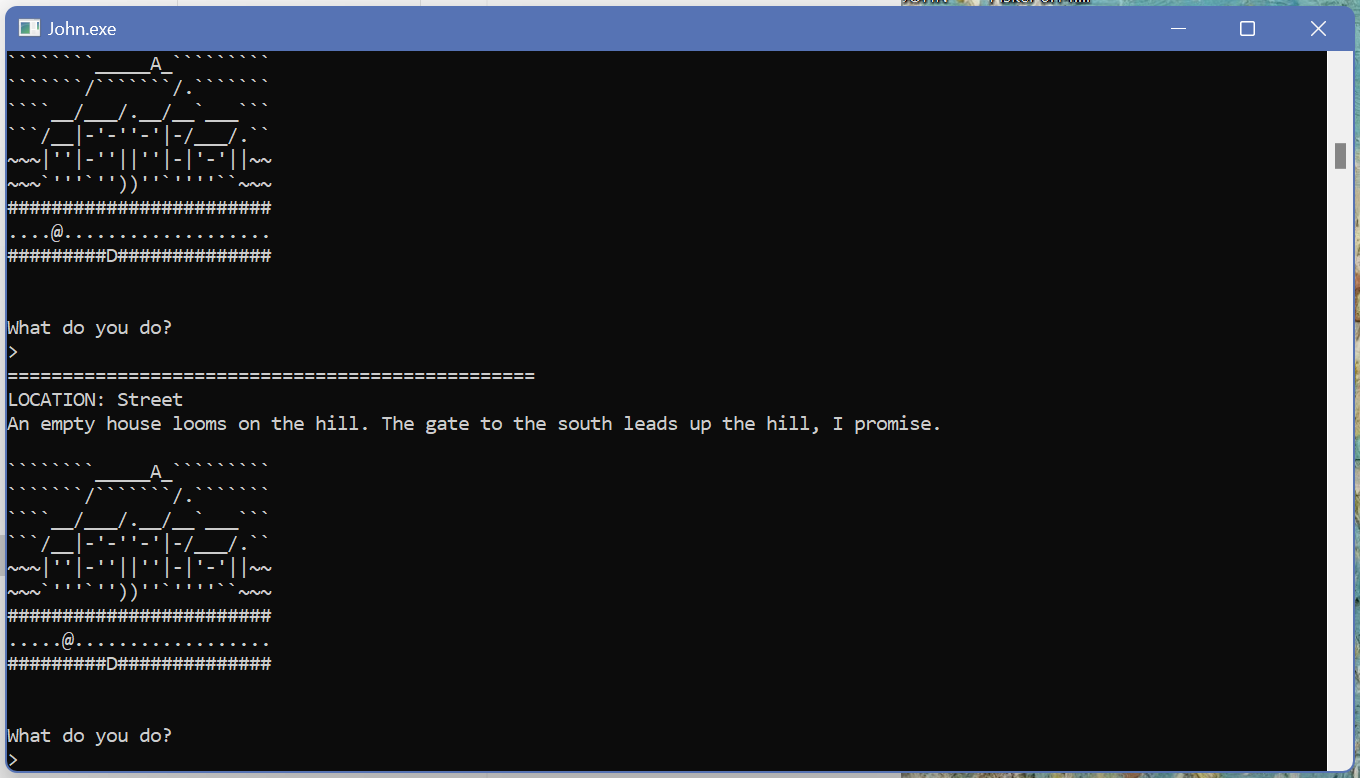 John.exe
````````_____A_`````````
```````/```````/.```````
````__/___/.__/__`___```
```/__|-'-''-'|-/___/.``
~~~|''|-''||''|-|'-'||~~
~~~`'''`''))''`''''``~~~
########################
....@...................
#########D##############
What do you do?
>
================================================
LOCATION: Street
An empty house looms on the hill. The gate to the south leads up the hill, I promise.
````````_____A_`````````
```````/```````/.```````
````__/___/.__/__`___```
```/__|-'-''-'|-/___/.``
~~~|''|-''||''|-|'-'||~~
~~~`'''`''))''`''''``~~~
########################
.....@..................
#########D##############
What do you do?
>